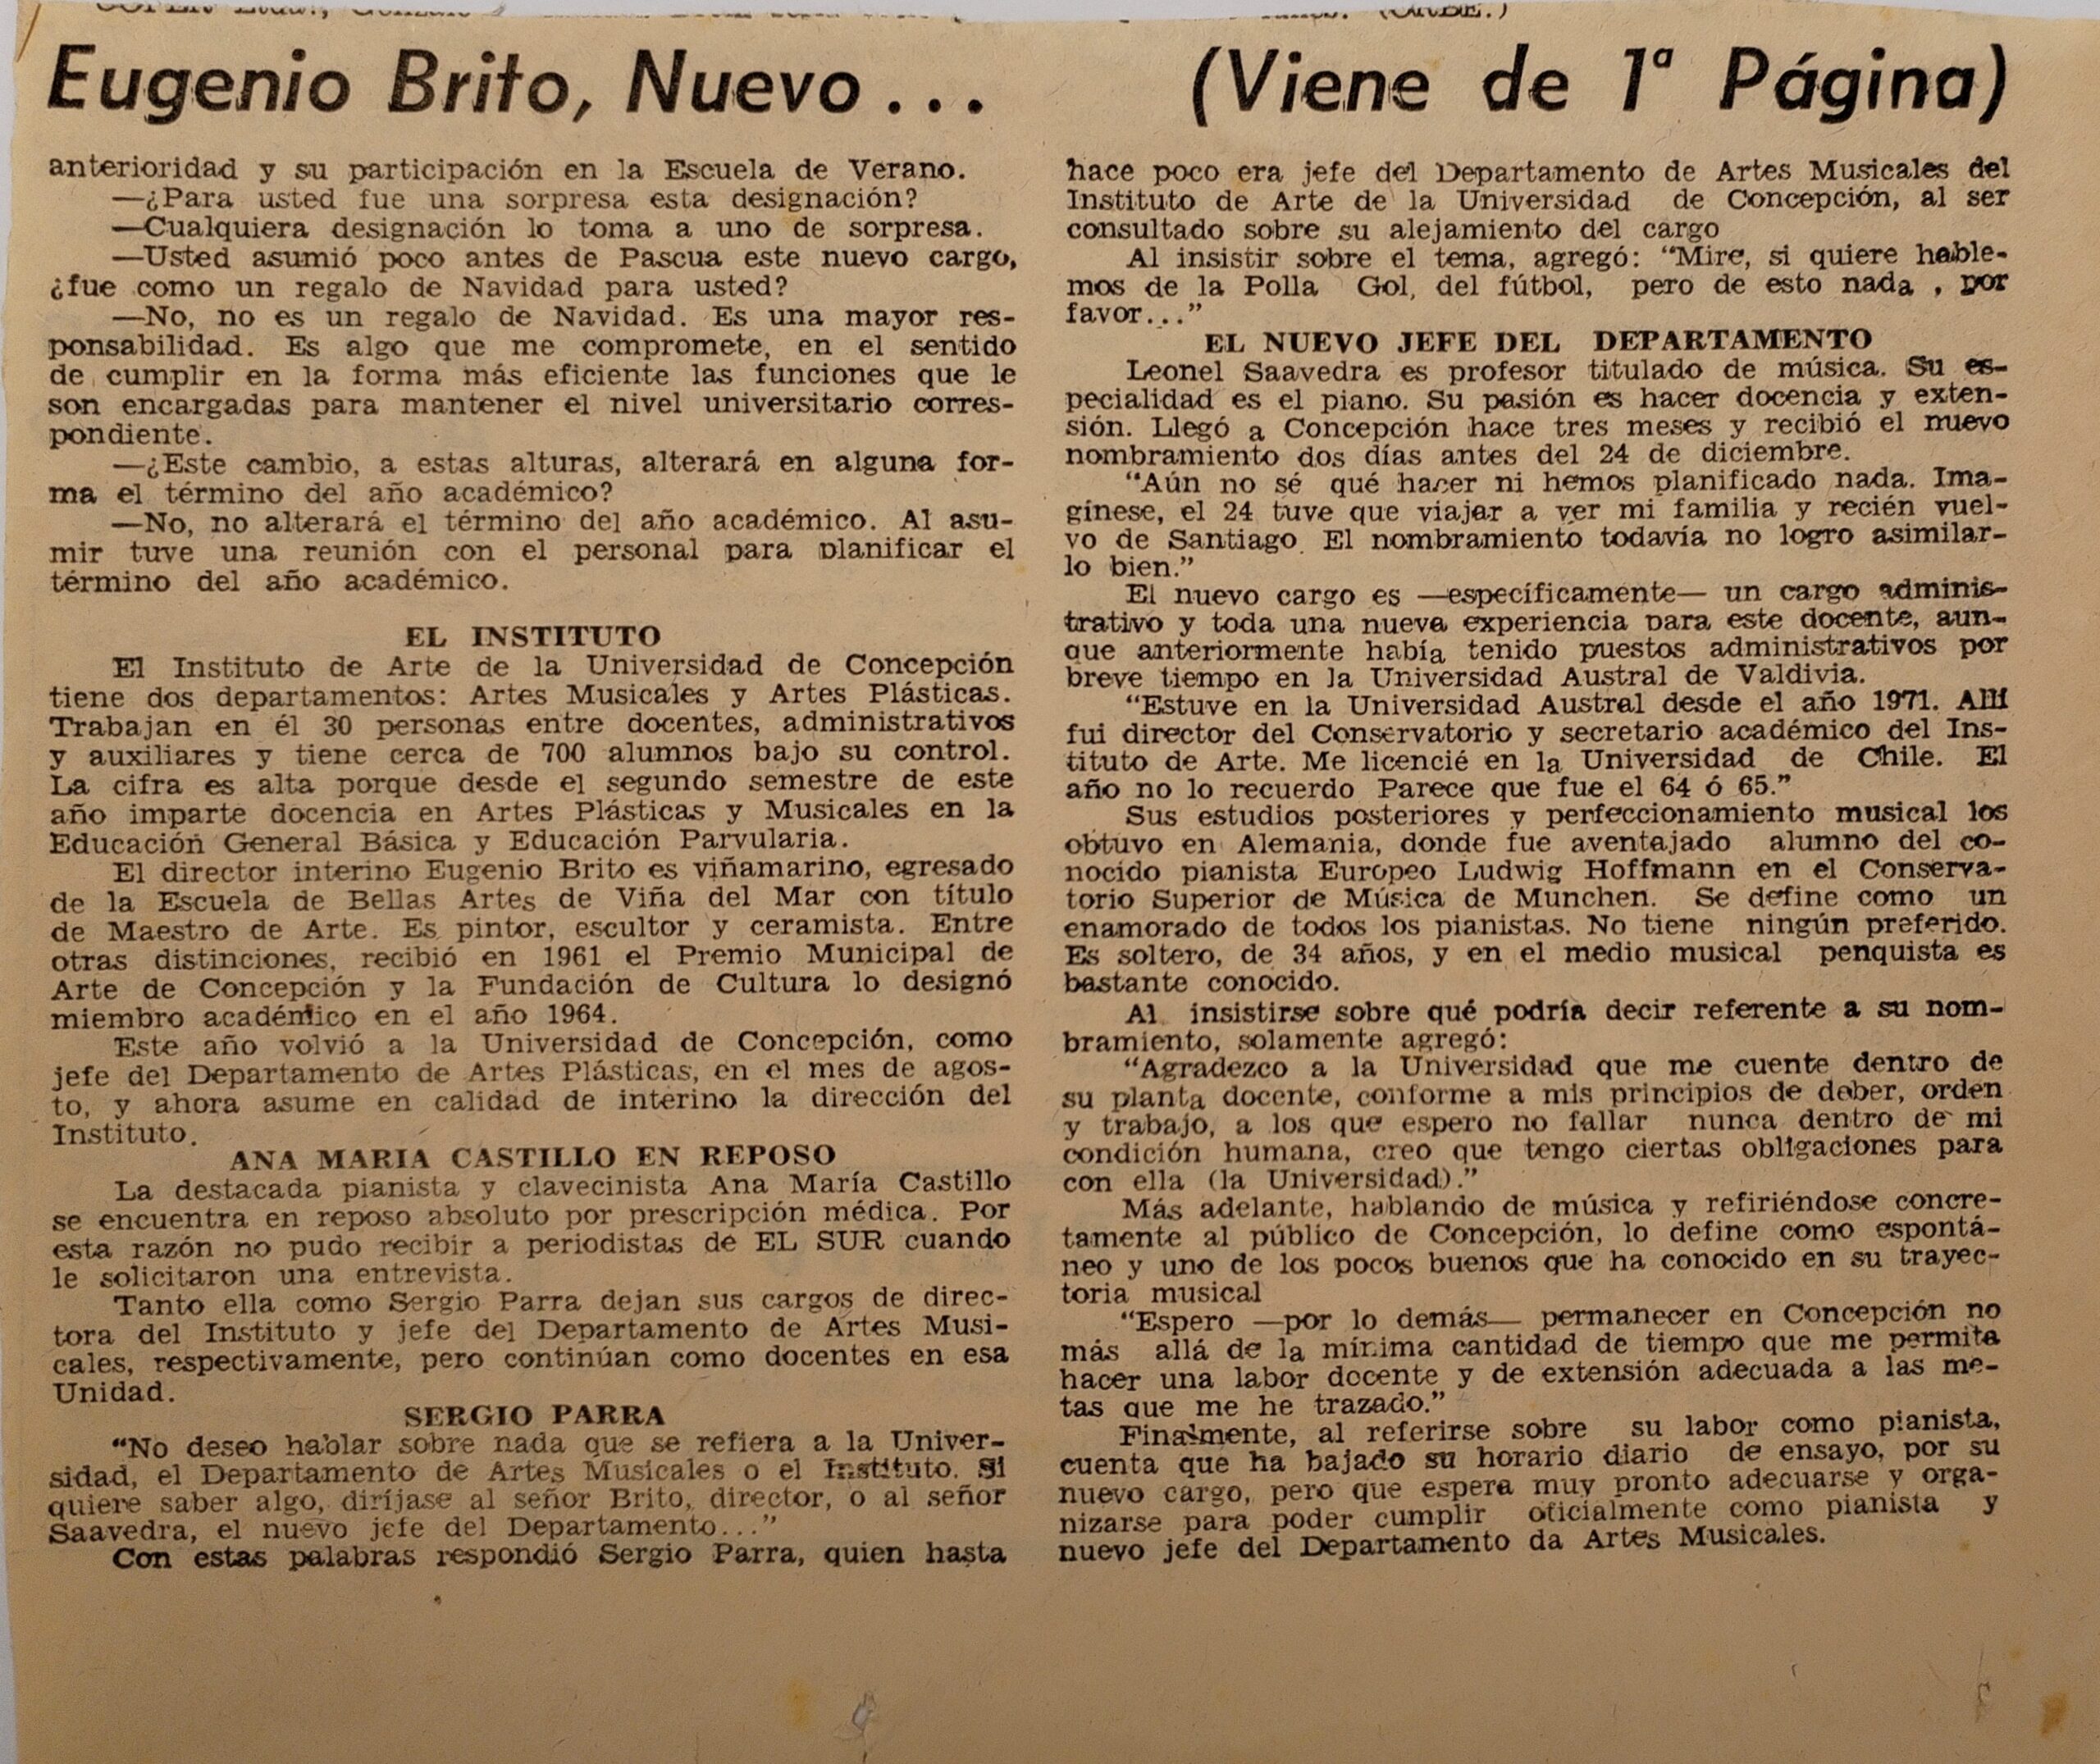 (ORBE.)
Eugenio Brito, Nuevo... (Viene de 1ª Página)
anterioridad y su participación en la Escuela de Verano.
—¿Para usted fue una sorpresa esta designación?
—Cualquiera designación lo toma a uno de sorpresa.
—Usted asumió poco antes de Pascua este nuevo cargo,
¿fue como un regalo de Navidad para usted?
—No, no es un regalo de Navidad. Es una mayor res-
ponsabilidad. Es algo que me compromete, en el sentido
de cumplir en la forma más eficiente las funciones que le
son encargadas para mantener el nivel universitario corres-
pondiente.
—¿Este cambio, a estas alturas, alterará en alguna for-
ma el término del año académico?
—No, no alterará el término del año académico. Al asu-
mir tuve una reunión con el personal para planificar el
término del año académico.
EL INSTITUTO
El Instituto de Arte de la Universidad de Concepción
tiene dos departamentos: Artes Musicales y Artes Plásticas.
Trabajan en él 30 personas entre docentes, administrativos
y auxiliares y tiene cerca de 700 alumnos bajo su control.
La cifra es alta porque desde el segundo semestre de este
año imparte docencia en Artes Plásticas y Musicales en la
Educación General Básica y Educación Parvularia.
El director interino Eugenio Brito es viñamarino, egresado
de la Escuela de Bellas Artes de Viña del Mar con título
de Maestro de Arte. Es pintor, escultor y ceramista. Entre
otras distinciones, recibió en 1961 el Premio Municipal de
Arte de Concepción y la Fundación de Cultura lo designó
miembro académico en el año 1964.
Este año volvió a la Universidad de Concepción, como
jefe del Departamento de Artes Plásticas, en el mes de agos-
to, y ahora asume en calidad de interino la dirección del
Instituto.
ANA MARIA CASTILLO EN REPOSO
La destacada pianista y clavecinista Ana María Castillo
se encuentra en reposo absoluto por prescripción médica. Por
esta razón no pudo recibir a periodistas de EL SUR cuando
le solicitaron una entrevista.
Tanto ella como Sergio Parra dejan sus cargos de direc-
tora del Instituto y jefe del Departamento de Artes Musi-
cales, respectivamente, pero continúan como docentes en esa
Unidad.
SERGIO PARRA
“No deseo hablar sobre nada que se refiera a la Univer-
sidad, el Departamento de Artes Musicales o el Instituto. Si
quiere saber algo, diríjase al señor Brito, director, o al señor
Saavedra, el nuevo jefe del Departamento...”
Con estas palabras respondió Sergio Parra, quien hasta
hace poco era jefe del Departamento de Artes Musicales del
Instituto de Arte de la Universidad de Concepción, al ser
consultado sobre su alejamiento del cargo
Al insistir sobre el tema, agregó: “Mire, si quiere hable-
mos de la Polla Gol, del fútbol, pero de esto nada , por
favor...”
EL NUEVO JEFE DEL DEPARTAMENTO
Leonel Saavedra es profesor titulado de música. Su es-
pecialidad es el piano. Su pasión es hacer docencia y exten-
sión. Llegó a Concepción hace tres meses y recibió el nuevo
nombramiento dos días antes del 24 de diciembre.
“Aún no sé qué hacer ni hemos planificado nada. Ima-
gínese, el 24 tuve que viajar a ver mi familia y recién vuel-
vo de Santiago. El nombramiento todavía no logro asimilar-
lo bien.”
El nuevo cargo es —específicamente— un cargo adminis-
trativo y toda una nueva experiencia para este docente, aun-
que anteriormente había tenido puestos administrativos por
breve tiempo en la Universidad Austral de Valdivia.
“Estuve en la Universidad Austral desde el año 1971. Allí
fui director del Conservatorio y secretario académico del Ins-
tituto de Arte. Me licencié en la Universidad de Chile. El
año no lo recuerdo Parece que fue el 64 ó 65.”
Sus estudios posteriores y perfeccionamiento musical los
obtuvo en Alemania, donde fue aventajado alumno del co-
nocido pianista Europeo Ludwig Hoffmann en el Conserva-
torio Superior de Música de Munchen. Se define como un
enamorado de todos los pianistas. No tiene ningún preferido.
Es soltero, de 34 años, y en el medio musical penquista es
bastante conocido.
Al insistirse sobre qué podría decir referente a su nom-
bramiento, solamente agregó:
“Agradezco a la Universidad que me cuente dentro de
su planta docente, conforme a mis principios de deber, orden
y trabajo, a los que espero no fallar nunca dentro de mi
condición humana, creo que tengo ciertas obligaciones para
con ella (la Universidad).”
Más adelante, hablando de música y refiriéndose concre-
tamente al público de Concepción, lo define como espontá-
neo y uno de los pocos buenos que ha conocido en su trayec-
toria musical
“Espero —por lo demás— permanecer en Concepción no
más allá de la mínima cantidad de tiempo que me permita
hacer una labor docente y de extensión adecuada a las me-
tas que me he trazado.”
Finalmente, al referirse sobre su labor como pianista,
cuenta que ha bajado su horario diario de ensayo, por su
nuevo cargo, pero que espera muy pronto adecuarse y orga-
nizarse para poder cumplir oficialmente como pianista y
nuevo jefe del Departamento da Artes Musicales.